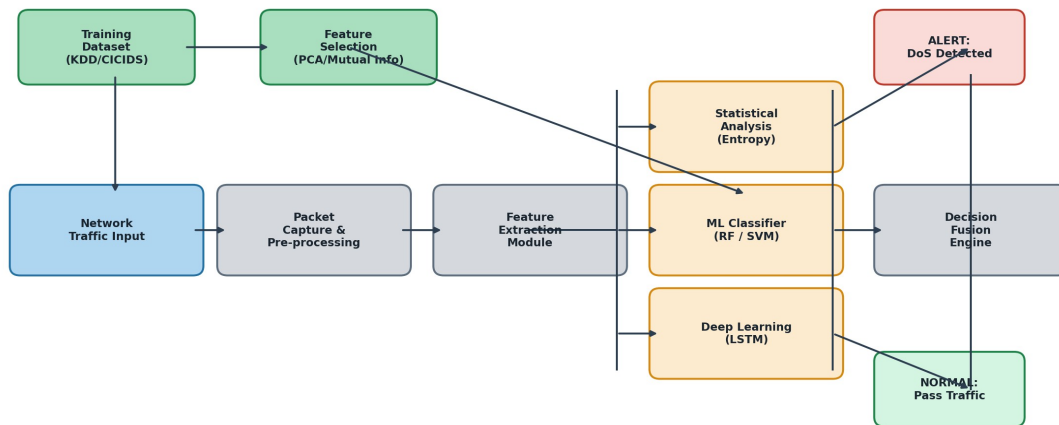 Training
Dataset
(KDD/CICIDS)
Feature
Selection
(PCA/Mutual Info)
ALERT:
DoS Detected
Statistical
Analysis
(Entropy)
Network
Traffic Input
Packet
Capture &
Pre-processing
Feature
Extraction
Module
ML Classifier
(RF / SVM)
Decision
Fusion
Engine
Deep Learning
(LSTM)
NORMAL:
Pass Traffic